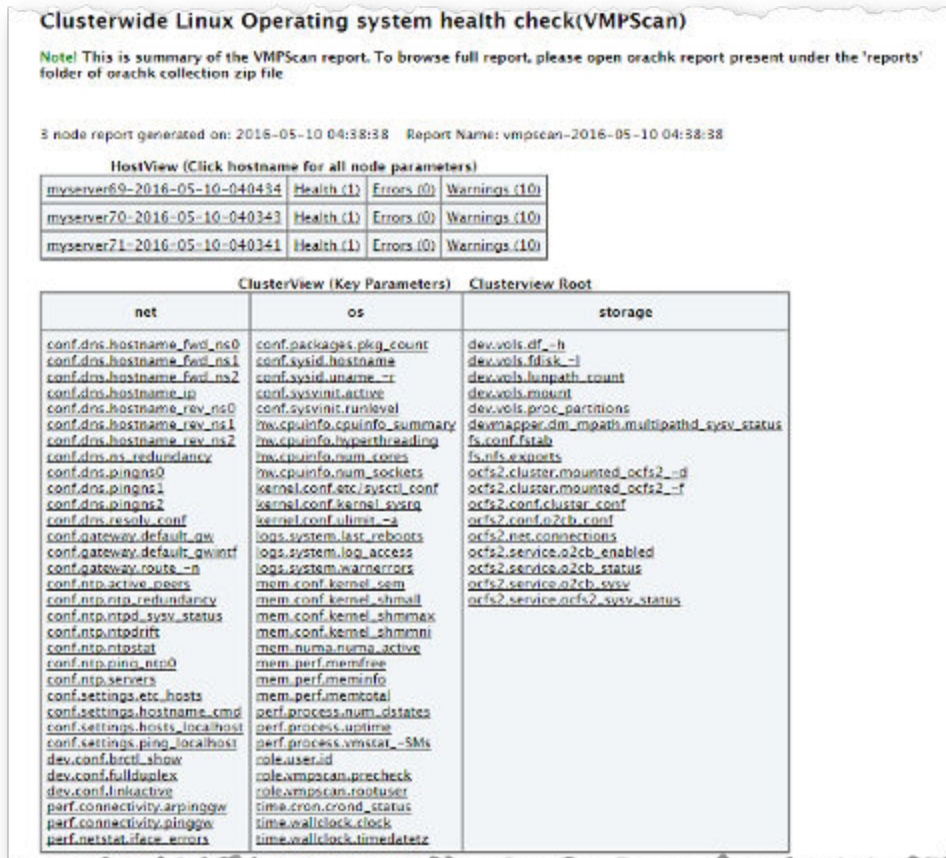 Clusterwide Linux Operating system health check(VMPScan)
Note! This is summary of the VMPScan report. To browse full report, please open orachk report present under the 'reports'
folder of orachk collection zip file
3 node report generated on: 2016-05-10 04:38:38 Report Name: vmpscan-2016-05-10 04:38:38
HostView (Click hostname for all node parameters)
myserver69-2016-05-10-040434 Health (1) Errors (0) Warnings (10)
myserver70-2016-05-10-040343 Health (1) Errors (0) Warnings (10)
myserver71-2016-05-10-040341 Health (1) Errors (0) Warnings (10)
ClusterView (Key Parameters) Clusterview Root
net os storage
conf.dns.hostname_fwd_ns0 conf.packages.pkg_count dev.vols.df_-h
conf.dns.hostname_fwd_ns1 conf.sysid.hostname dev.vols.fdisk_-l
conf.dns.hostname_fwd_ns2 conf.sysid.uname_-r dev.vols.lunpath_count
conf.dns.hostname_ip conf.sysvinit.active dev.vols.mount
conf.dns.hostname_rev_ns0 conf.sysvinit.runlevel dev.vols.proc_partitions
conf.dns.hostname_rev_ns1 hw.cpuinfo.cpuinfo_summary devmapper.dm_mpath.multipathd_sysv_status
conf.dns.hostname_rev_ns2 hw.cpuinfo.hyperthreading fs.conf.fstab
conf.dns.ns_redundancy hw.cpuinfo.num_cores fs.nfs.exports
conf.dns.pingns0 hw.cpuinfo.num_sockets ocfs2.cluster.mounted_ocfs2_-d
conf.dns.pingns1 kernel.conf.etc/sysctl_conf ocfs2.cluster.mounted_ocfs2_-f
conf.dns.pingns2 kernel.conf.kernel_sysrq ocfs2.conf.cluster_conf
conf.dns.resolv_conf kernel.conf.ulimit_-a ocfs2.conf.o2cb_conf
conf.gateway.default_gw logs.system.last_reboots ocfs2.net.connections
conf.gateway.default_gwintf logs.system.log_access ocfs2.service.o2cb_enabled
conf.gateway.route_-n logs.system.warnerrors ocfs2.service.o2cb_status
conf.ntp.active_peers mem.conf.kernel_sem ocfs2.service.o2cb_sysv
conf.ntp.ntp_redundancy mem.conf.kernel_shmall ocfs2.service.ocfs2_sysv_status
conf.ntp.ntpd_sysv_status mem.conf.kernel_shmmax
conf.ntp.ntpdrift mem.conf.kernel_shmmni
conf.ntp.ntpstat mem.numa.numa_active
conf.ntp.ping_ntp0 mem.perf.memfree
conf.ntp.servers mem.perf.meminfo
conf.settings.etc_hosts mem.perf.memtotal
conf.settings.hostname_cmd perf.process.num_dstates
conf.settings.hosts_localhost perf.process.uptime
conf.settings.ping_localhost perf.process.vmstat_-SMs
dev.conf.brctl_show role.user.id
dev.conf.fullduplex role.vmpscan.precheck
dev.conf.linkactive role.vmpscan.rootuser
perf.connectivity.arpinggw time.cron.crond_status
perf.connectivity.pinggw time.wallclock.clock
perf.netstat.iface_errors time.wallclock.timedatetz